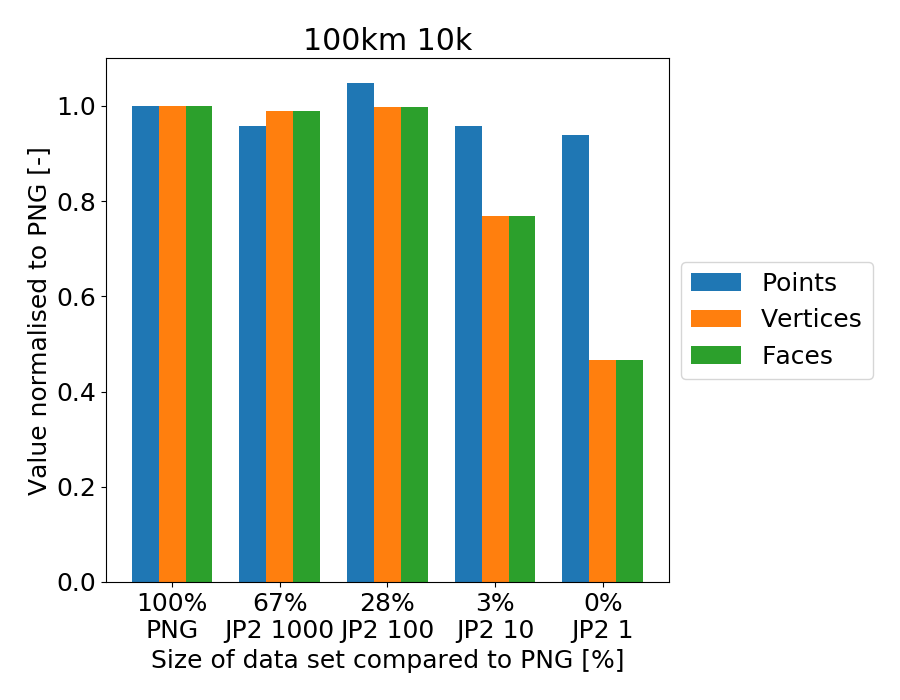 100km 10k
Value normalised to PNG [-]
1.0
0.8
0.6
0.4
0.2
0.0
100% 67% 28% 3% 0%
PNG JP2 1000 JP2 100 JP2 10 JP2 1
Size of data set compared to PNG [%]
Points
Vertices
Faces